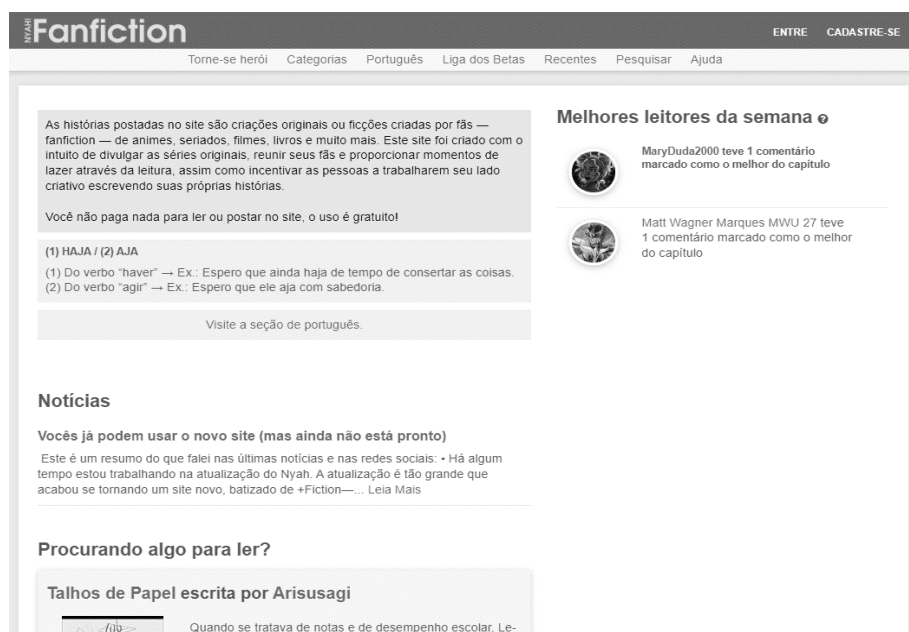 NYAH! Fanfiction
ENTRE CADASTRE-SE
Torne-se herói Categorias Português Liga dos Betas Recentes Pesquisar Ajuda
As histórias postadas no site são criações originais ou ficções criadas por fãs —
fanfiction — de animes, seriados, filmes, livros e muito mais. Este site foi criado com o
intuito de divulgar as séries originais, reunir seus fãs e proporcionar momentos de
lazer através da leitura, assim como incentivar as pessoas a trabalharem seu lado
criativo escrevendo suas próprias histórias.
Você não paga nada para ler ou postar no site, o uso é gratuito!
(1) HAJA / (2) AJA
(1) Do verbo “haver” → Ex.: Espero que ainda haja de tempo de consertar as coisas.
(2) Do verbo “agir” → Ex.: Espero que ele aja com sabedoria.
Visite a seção de português.
Notícias
Vocês já podem usar o novo site (mas ainda não está pronto)
Este é um resumo do que falei nas últimas notícias e nas redes sociais: • Há algum
tempo estou trabalhando na atualização do Nyah. A atualização é tão grande que
acabou se tornando um site novo, batizado de +Fiction—... Leia Mais
Procurando algo para ler?
Talhos de Papel escrita por Arisusagi
Quando se tratava de notas e de desempenho escolar, Le-
Melhores leitores da semana ?
MaryDuda2000 teve 1 comentário
marcado como o melhor do capítulo
Matt Wagner Marques MWU 27 teve
1 comentário marcado como o melhor
do capítulo